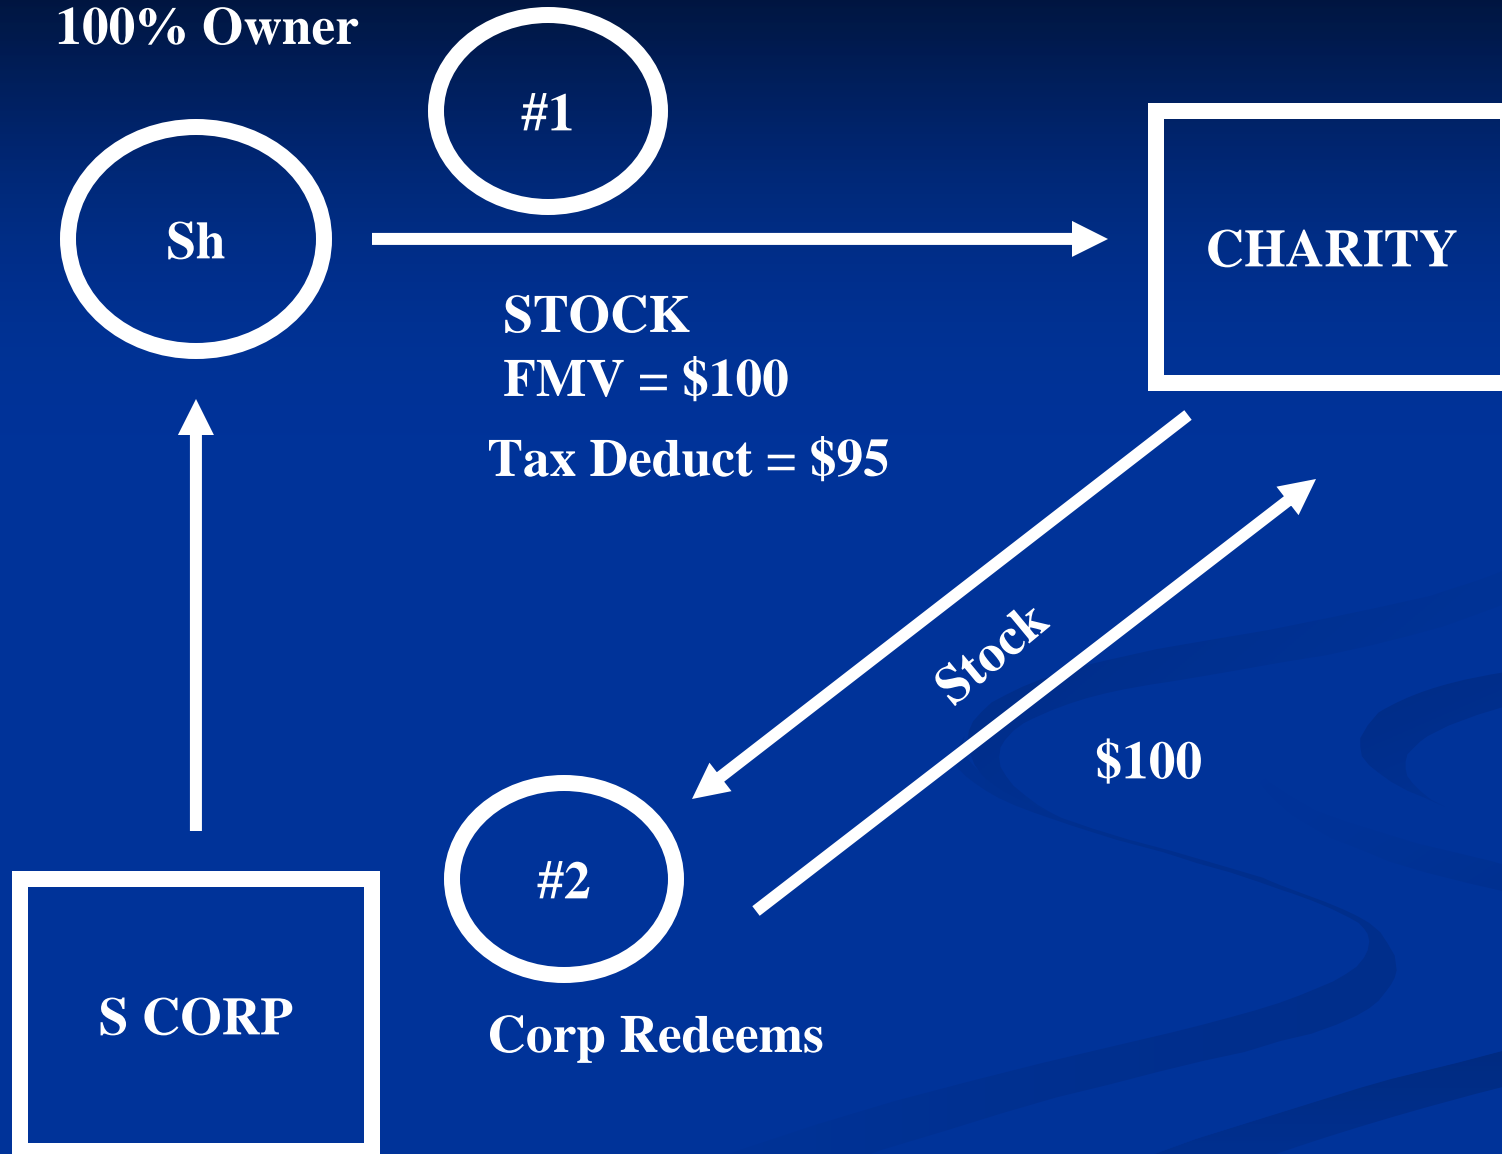 100% Owner
#1
Sh
CHARITY
STOCK
FMV = $100
Tax Deduct = $95
Stock
$100
#2
S CORP
Corp Redeems